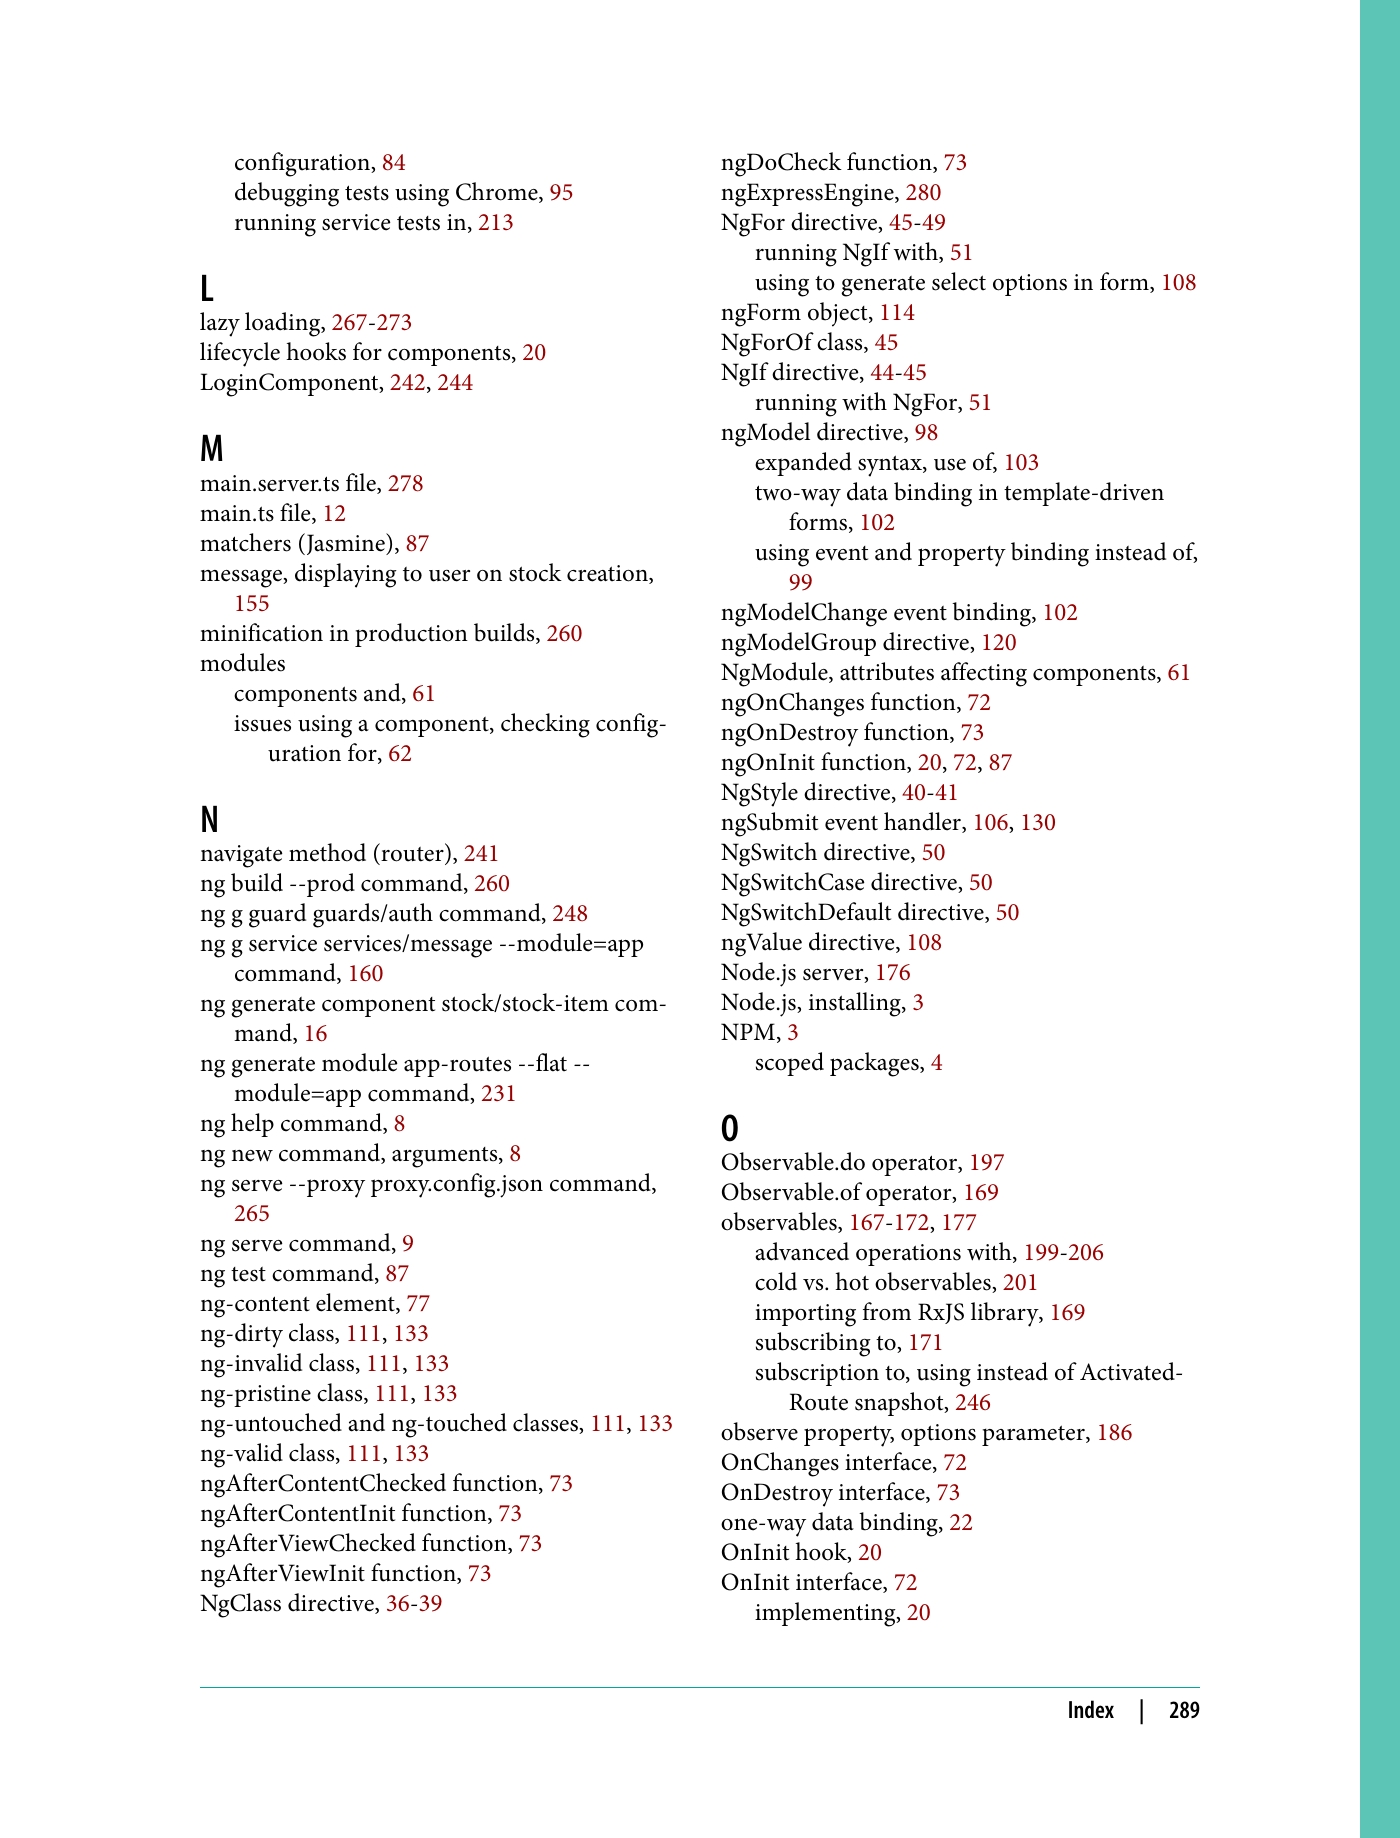 configuration, 84
debugging tests using Chrome, 95
running service tests in, 213
L
lazy loading, 267-273
lifecycle hooks for components, 20
LoginComponent, 242, 244
M
main.server.ts file, 278
main.ts file, 12
matchers (Jasmine), 87
message, displaying to user on stock creation,
155
minification in production builds, 260
modules
components and, 61
issues using a component, checking config-
uration for, 62
N
navigate method (router), 241
ng build --prod command, 260
ng g guard guards/auth command, 248
ng g service services/message --module=app
command, 160
ng generate component stock/stock-item com-
mand, 16
ng generate module app-routes --flat --
module=app command, 231
ng help command, 8
ng new command, arguments, 8
ng serve --proxy proxy.config.json command,
265
ng serve command, 9
ng test command, 87
ng-content element, 77
ng-dirty class, 111, 133
ng-invalid class, 111, 133
ng-pristine class, 111, 133
ng-untouched and ng-touched classes, 111, 133
ng-valid class, 111, 133
ngAfterContentChecked function, 73
ngAfterContentInit function, 73
ngAfterViewChecked function, 73
ngAfterViewInit function, 73
NgClass directive, 36-39
ngDoCheck function, 73
ngExpressEngine, 280
NgFor directive, 45-49
running NgIf with, 51
using to generate select options in form, 108
ngForm object, 114
NgForOf class, 45
NgIf directive, 44-45
running with NgFor, 51
ngModel directive, 98
expanded syntax, use of, 103
two-way data binding in template-driven
forms, 102
using event and property binding instead of,
99
ngModelChange event binding, 102
ngModelGroup directive, 120
NgModule, attributes affecting components, 61
ngOnChanges function, 72
ngOnDestroy function, 73
ngOnInit function, 20, 72, 87
NgStyle directive, 40-41
ngSubmit event handler, 106, 130
NgSwitch directive, 50
NgSwitchCase directive, 50
NgSwitchDefault directive, 50
ngValue directive, 108
Node.js server, 176
Node.js, installing, 3
NPM, 3
scoped packages, 4
O
Observable.do operator, 197
Observable.of operator, 169
observables, 167-172, 177
advanced operations with, 199-206
cold vs. hot observables, 201
importing from RxJS library, 169
subscribing to, 171
subscription to, using instead of Activated-
Route snapshot, 246
observe property, options parameter, 186
OnChanges interface, 72
OnDestroy interface, 73
one-way data binding, 22
OnInit hook, 20
OnInit interface, 72
implementing, 20
Index | 289